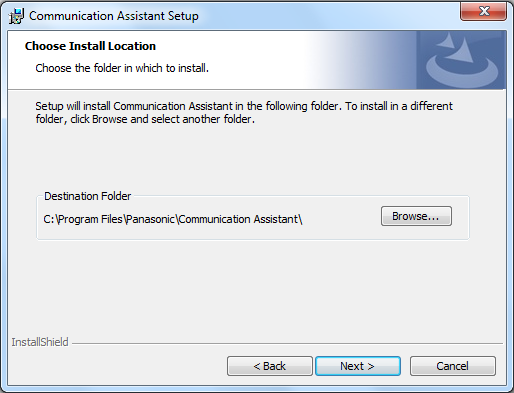 Communication Assistant Setup
Choose Install Location
Choose the folder in which to install.
Setup will install Communication Assistant in the following folder. To install in a different
folder, click Browse and select another folder.
Destination Folder
C:\Program Files\Panasonic\Communication Assistant\
Browse...
InstallShield
< Back
Next >
Cancel